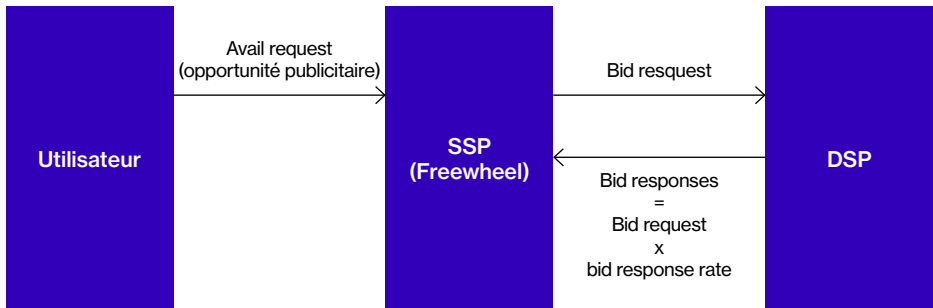 Avail request
(opportunité publicitaire)
Bid resquest
Utilisateur
SSP
(Freewheel)
DSP
Bid responses
=
Bid request
x
bid response rate